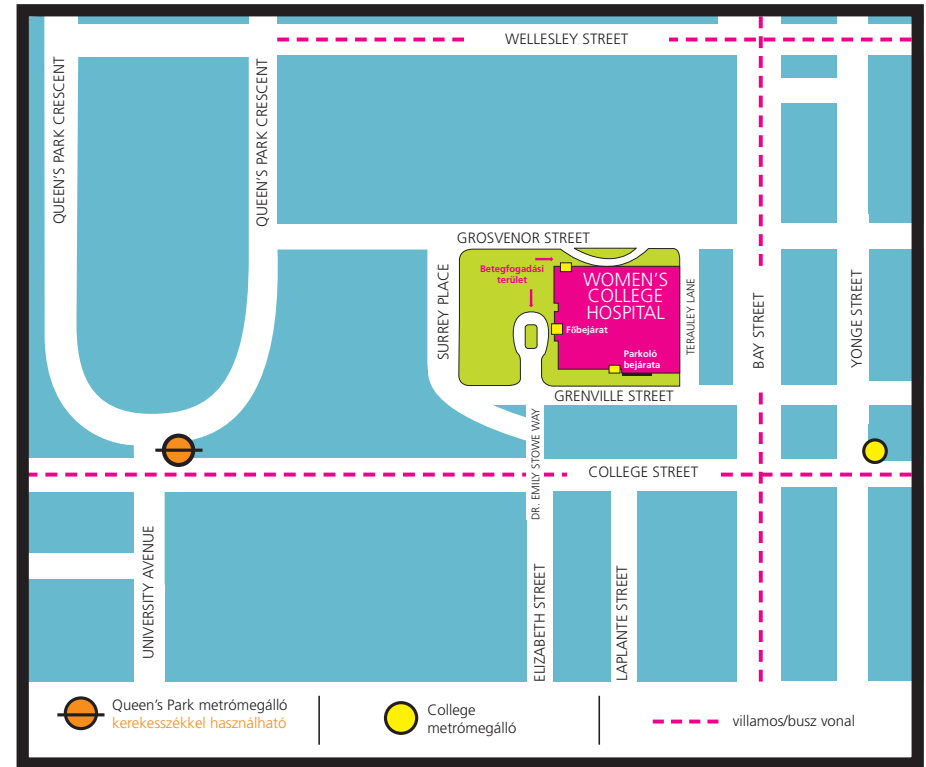 WELLESLEY STREET
QUEEN'S PARK CRESCENT
QUEEN'S PARK CRESCENT
GROSVENOR STREET
SURREY PLACE
Betegfogadási
terület
WOMEN'S
COLLEGE
HOSPITAL
Főbejárat
Parkoló
bejárata
TERAULEY LANE
BAY STREET
YONGE STREET
GRENVILLE STREET
DR. EMILY STOWE WAY
COLLEGE STREET
UNIVERSITY AVENUE
ELIZABETH STREET
LAPLANTE STREET
Queen's Park metrómegálló
kerekesszékkel használható
College
metrómegálló
villamos/busz vonal